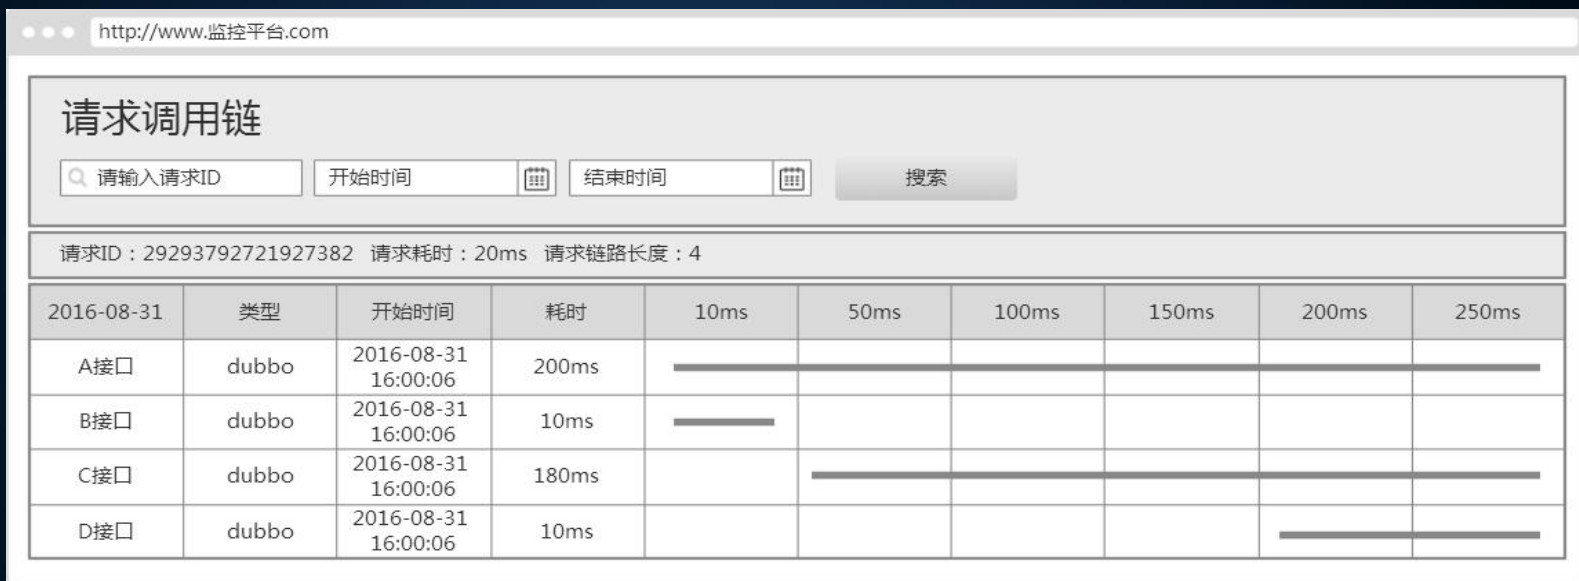 http://www.监控平台.com
请求调用链
请输入请求ID 开始时间 结束时间 搜索
请求ID：29293792721927382 请求耗时：20ms 请求链路长度：4
2016-08-31 类型 开始时间 耗时 10ms 50ms 100ms 150ms 200ms 250ms
A接口 dubbo 2016-08-31 16:00:06 200ms
B接口 dubbo 2016-08-31 16:00:06 10ms
C接口 dubbo 2016-08-31 16:00:06 180ms
D接口 dubbo 2016-08-31 16:00:06 10ms